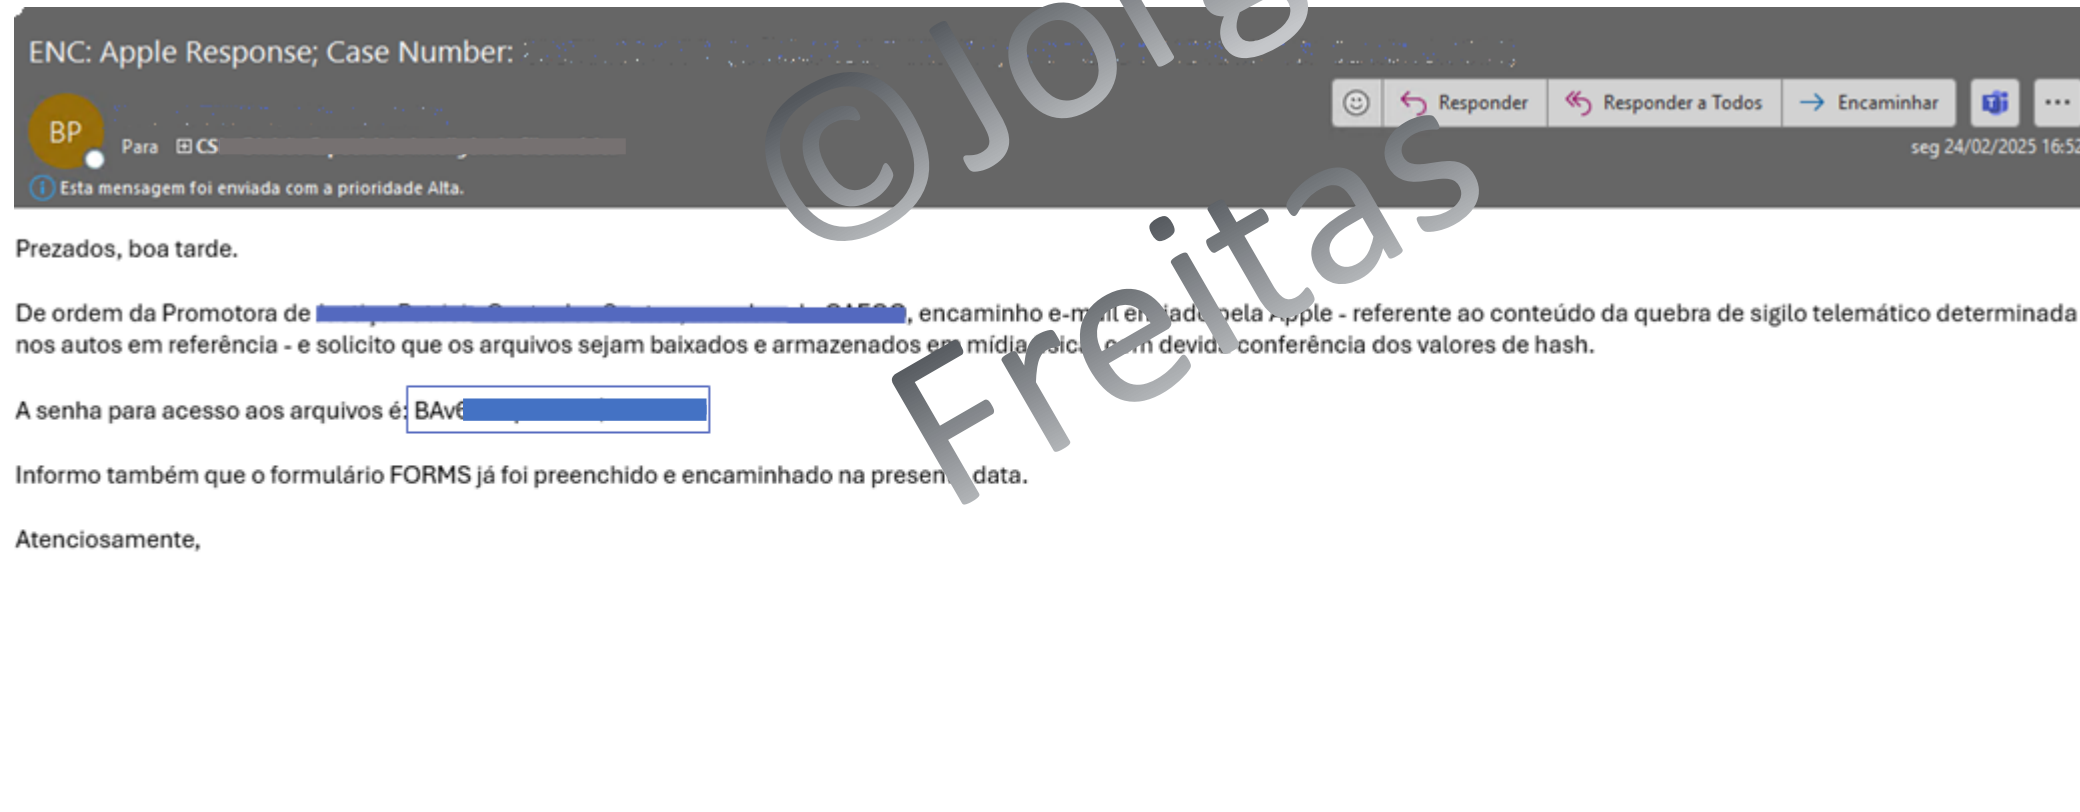 ENC: Apple Response; Case Number:
BP
Para CS
Esta mensagem foi enviada com a prioridade Alta.
Responder
Responder a Todos
Encaminhar
seg 24/02/2025 16:52
Prezados, boa tarde.
De ordem da Promotora de , encaminho e-mail enviado pela Apple - referente ao conteúdo da quebra de sigilo telemático determinada
nos autos em referência - e solicito que os arquivos sejam baixados e armazenados em mídia física com devida conferência dos valores de hash.
A senha para acesso aos arquivos é: BAv6
Informo também que o formulário FORMS já foi preenchido e encaminhado na presente data.
Atenciosamente,
©Jorg
Freitas